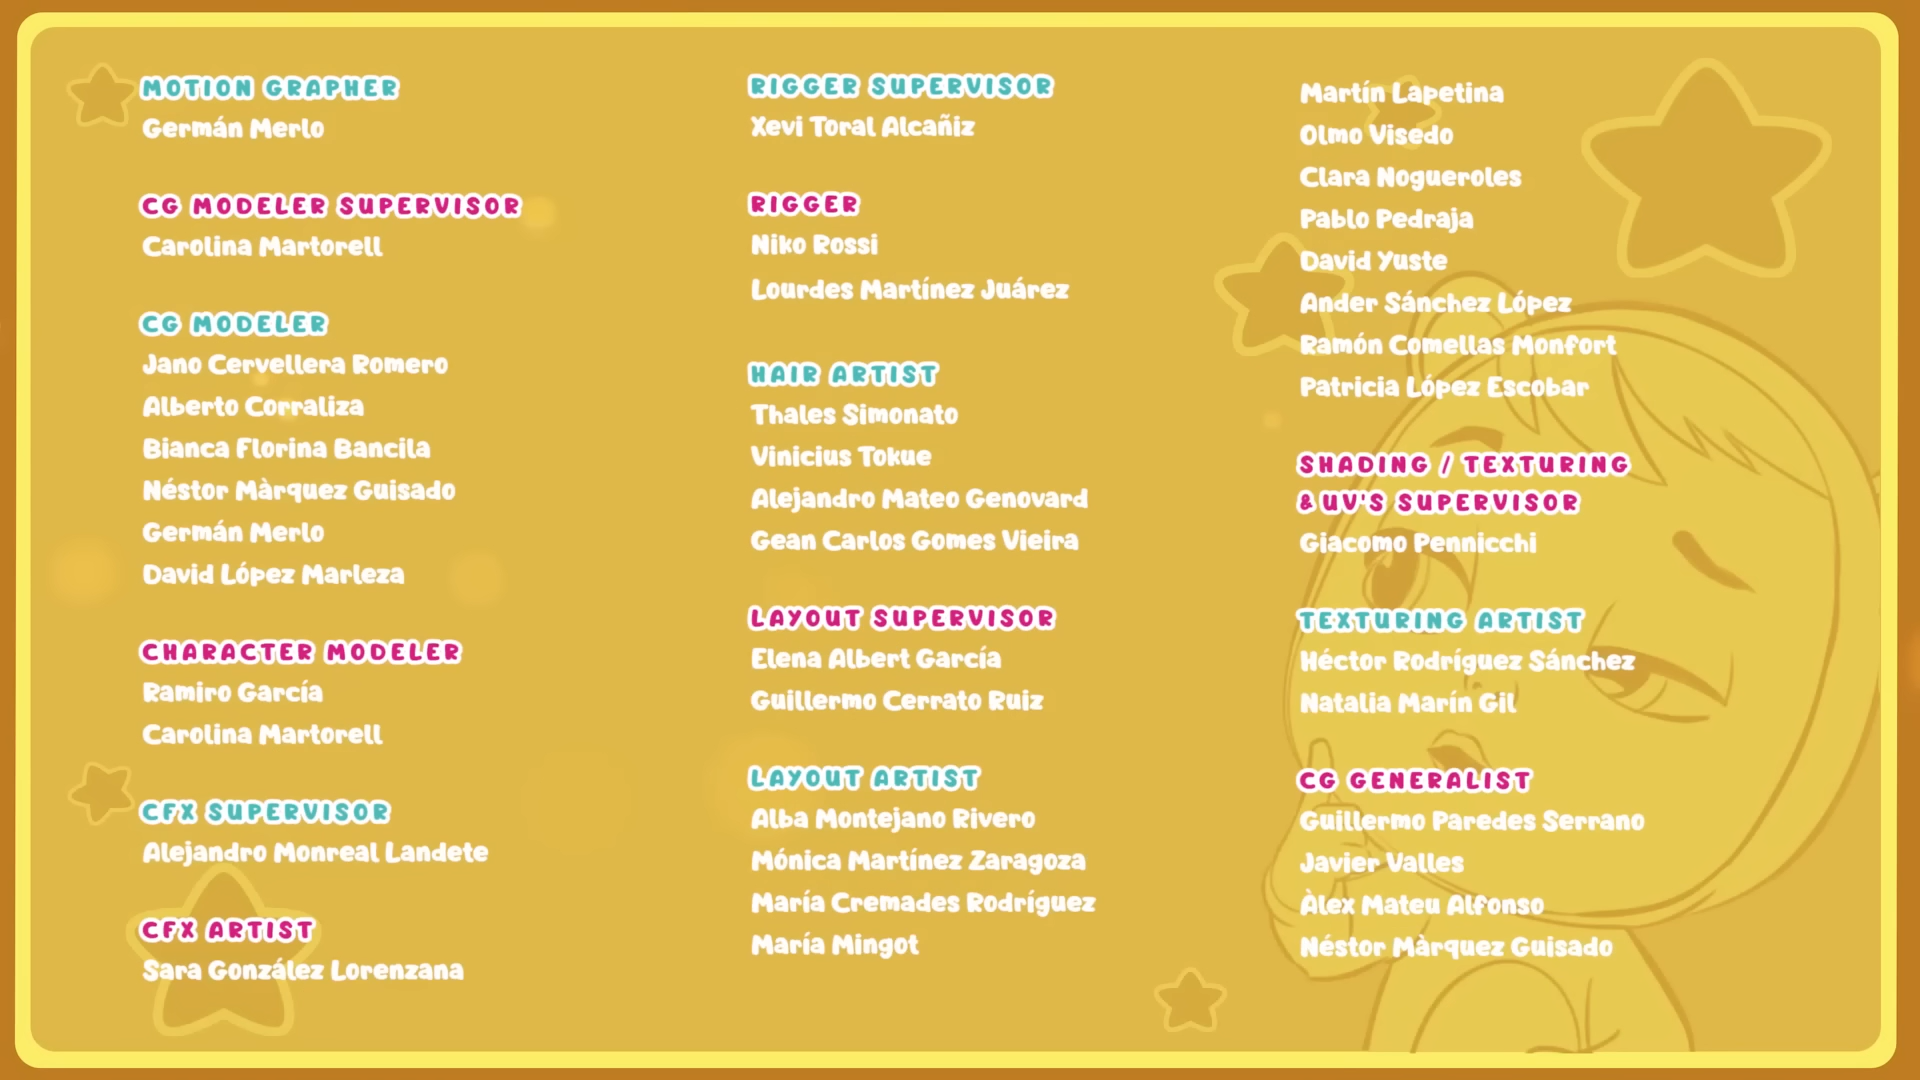 MOTION GRAPHER
Germán Merlo
CG MODELER SUPERVISOR
Carolina Martorell
CG MODELER
Jano Cervellera Romero
Alberto Corraliza
Bianca Florina Bancila
Néstor Màrquez Guisado
Germán Merlo
David López Marleza
CHARACTER MODELER
Ramiro García
Carolina Martorell
CFX SUPERVISOR
Alejandro Monreal Landete
CFX ARTIST
Sara González Lorenzana
RIGGER SUPERVISOR
Xevi Toral Alcañiz
RIGGER
Niko Rossi
Lourdes Martínez Juárez
HAIR ARTIST
Thales Simonato
Vinicius Tokue
Alejandro Mateo Genovard
Gean Carlos Gomes Vieira
LAYOUT SUPERVISOR
Elena Albert García
Guillermo Cerrato Ruiz
LAYOUT ARTIST
Alba Montejano Rivero
Mónica Martínez Zaragoza
María Cremades Rodríguez
María Mingot
Martín Lapetina
Olmo Visedo
Clara Nogueroles
Pablo Pedraja
David Yuste
Ander Sánchez López
Ramón Comellas Monfort
Patricia López Escobar
SHADING / TEXTURING
& UV'S SUPERVISOR
Giacomo Pennicchi
TEXTURING ARTIST
Héctor Rodríguez Sánchez
Natalia Marín Gil
CG GENERALIST
Guillermo Paredes Serrano
Javier Valles
Àlex Mateu Alfonso
Néstor Màrquez Guisado